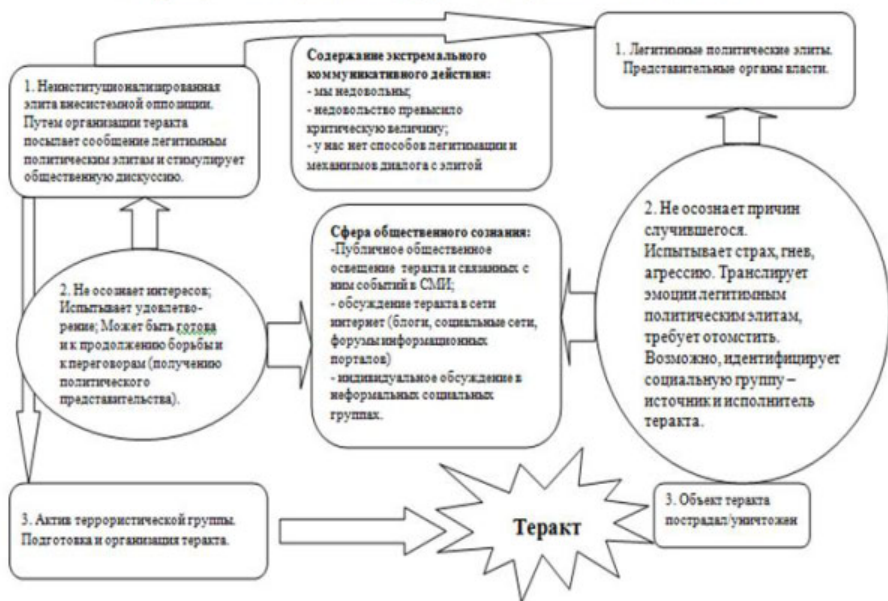 1. Неинституционализированная
элита внесистемной оппозиции.
Путем организации теракта
посылает сообщение легитимным
политическим элитам и стимулирует
общественную дискуссию.
Содержание экстремального
коммуникативного действия:
- мы недовольны;
- недовольство превысило
критическую величину;
- у нас нет способов легитимации и
механизмов диалога с элитой
1. Легитимные политические элиты.
Представительные органы власти.
2. Не осознает интересов;
Испытывает удовлетво-
рение; Может быть готова
и к продолжению борьбы и
к переговорам (получению
политического
представительства).
Сфера общественного сознания:
-Публичное общественное
освещение теракта и связанных с
ним событий в СМИ;
- обсуждение теракта в сети
интернет (блоги, социальные сети,
форумы информационных
порталов)
- индивидуальное обсуждение в
неформальных социальных
группах.
2. Не осознает причин
случившегося.
Испытывает страх, гнев,
агрессию. Транслирует
эмоции легитимным
политическим элитам,
требует отомстить.
Возможно, идентифицирует
социальную группу –
источник и исполнитель
теракта.
3. Актив террористической группы.
Подготовка и организация теракта.
Теракт
3. Объект теракта
пострадал/уничтожен